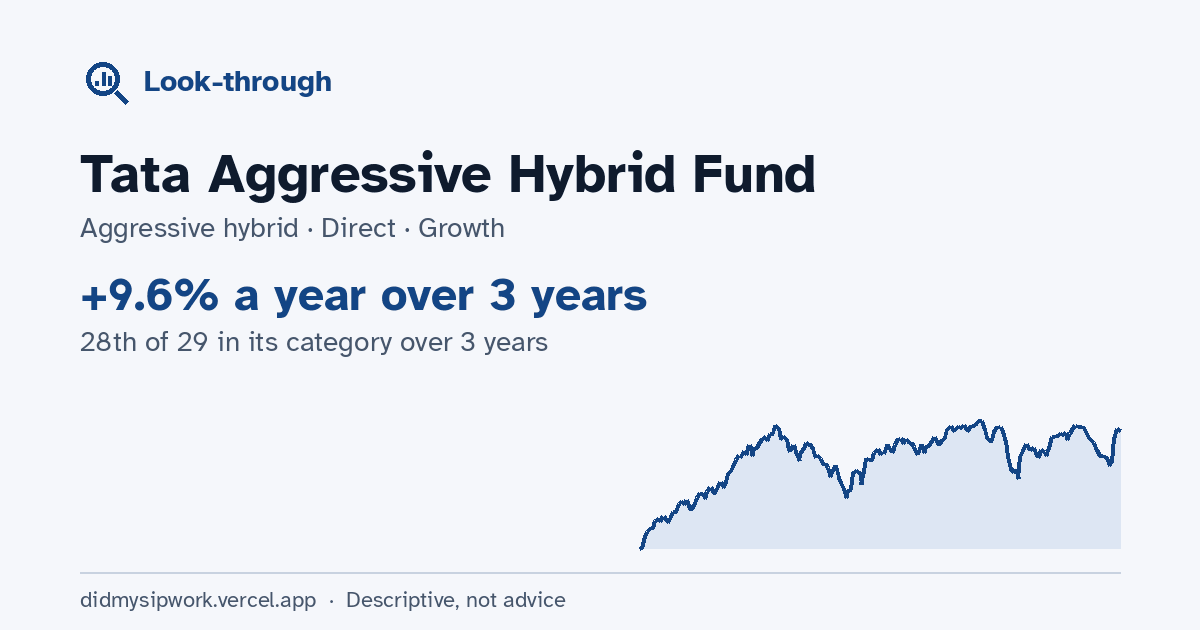 Look-through
Tata Aggressive Hybrid Fund
Aggressive hybrid · Direct · Growth
+9.6% a year over 3 years
28th of 29 in its category over 3 years
didmysipwork.vercel.app · Descriptive, not advice